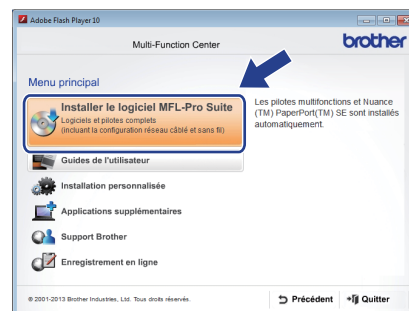 Adobe Flash Player 10
Multi-Function Center
brother
Menu principal
Installer le logiciel MFL-Pro Suite
Logiciels et pilotes complets
(incluant la configuration réseau câblé et sans fil)
Les pilotes multifonctions et Nuance
(TM) PaperPort(TM) SE sont installés
automatiquement.
Guides de l'utilisateur
Installation personnalisée
Applications supplémentaires
Support Brother
Enregistrement en ligne
© 2001-2013 Brother Industries, Ltd. Tous droits réservés.
Précédent
Quitter